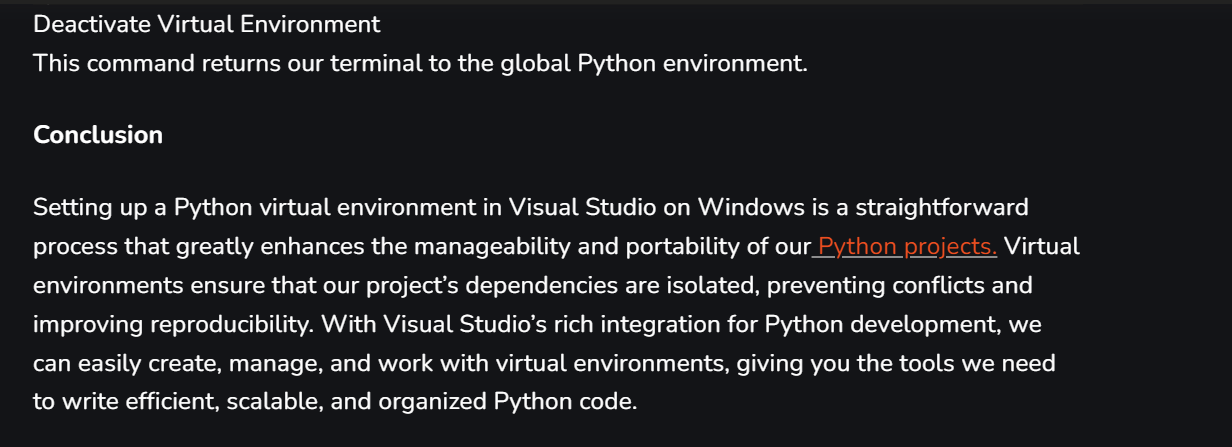 Deactivate Virtual Environment
This command returns our terminal to the global Python environment.
Conclusion
Setting up a Python virtual environment in Visual Studio on Windows is a straightforward
process that greatly enhances the manageability and portability of our Python projects. Virtual
environments ensure that our project’s dependencies are isolated, preventing conflicts and
improving reproducibility. With Visual Studio’s rich integration for Python development, we
can easily create, manage, and work with virtual environments, giving you the tools we need
to write efficient, scalable, and organized Python code.